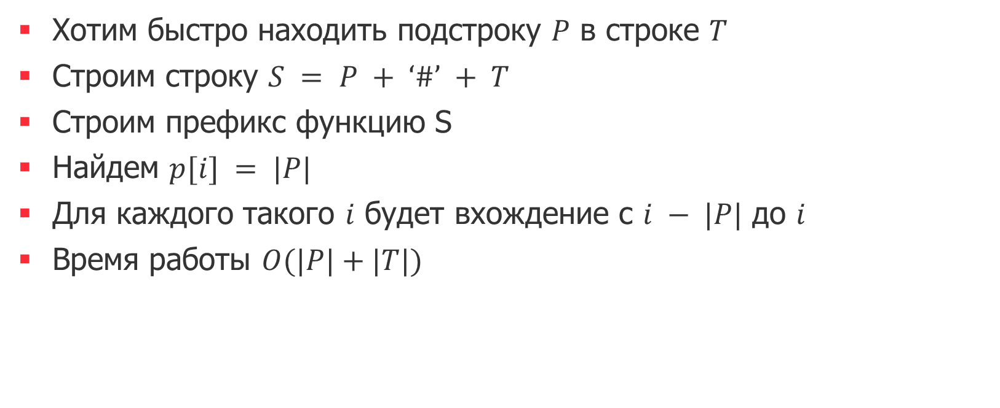 Хотим быстро находить подстроку P в строке T
Строим строку S = P + ‘#’ + T
Строим префикс функцию S
Найдем p[i] = |P|
Для каждого такого i будет вхождение с i − |P| до i
Время работы O(|P| + |T|)